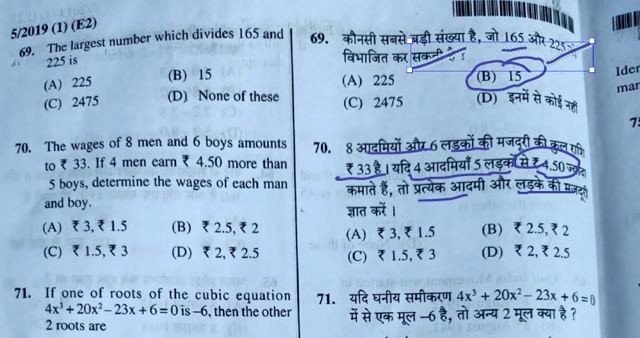 5/2019 (1) (E2)
69. The largest number which divides 165 and
225 is
(A) 225 (B) 15
(C) 2475 (D) None of these
70. The wages of 8 men and 6 boys amounts
to ₹ 33. If 4 men earn ₹ 4.50 more than
5 boys, determine the wages of each man
and boy.
(A) ₹ 3, ₹ 1.5 (B) ₹ 2.5, ₹ 2
(C) ₹ 1.5, ₹ 3 (D) ₹ 2, ₹ 2.5
71. If one of roots of the cubic equation
4x³ + 20x² – 23x + 6 = 0 is –6, then the other
2 roots are
69. कौनसी सबसे बड़ी संख्या है, जो 165 और 225
विभाजित कर सकती है ।
(A) 225 (B) 15
(C) 2475 (D) इनमें से कोई नहीं
70. 8 आदमियों और 6 लड़कों की मजदूरी की कुल राशि
₹ 33 है । यदि 4 आदमियाँ 5 लड़कों से ₹ 4.50 ज्यादा
कमाते हैं, तो प्रत्येक आदमी और लड़के की मजदूरी
ज्ञात करें ।
(A) ₹ 3, ₹ 1.5 (B) ₹ 2.5, ₹ 2
(C) ₹ 1.5, ₹ 3 (D) ₹ 2, ₹ 2.5
71. यदि घनीय समीकरण 4x³ + 20x² – 23x + 6 = 0
में से एक मूल –6 है, तो अन्य 2 मूल क्या है ?
Iden
mar